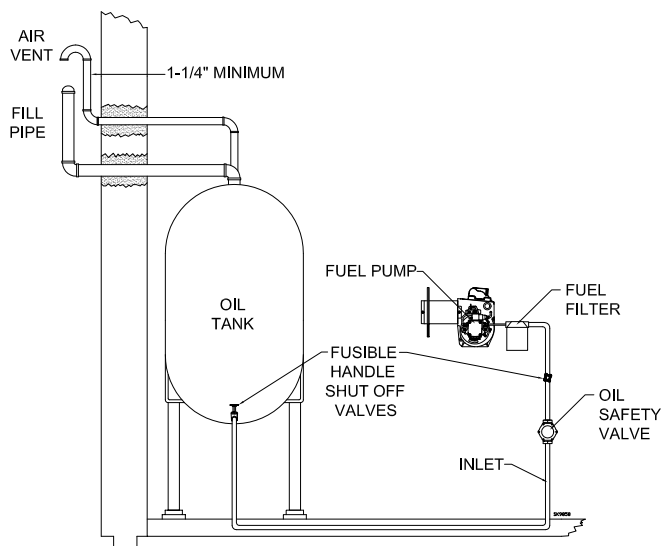 AIR
VENT
1-1/4" MINIMUM
FILL
PIPE
OIL
TANK
FUEL PUMP
FUEL
FILTER
FUSIBLE
HANDLE
SHUT OFF
VALVES
OIL
SAFETY
VALVE
INLET
SK9858